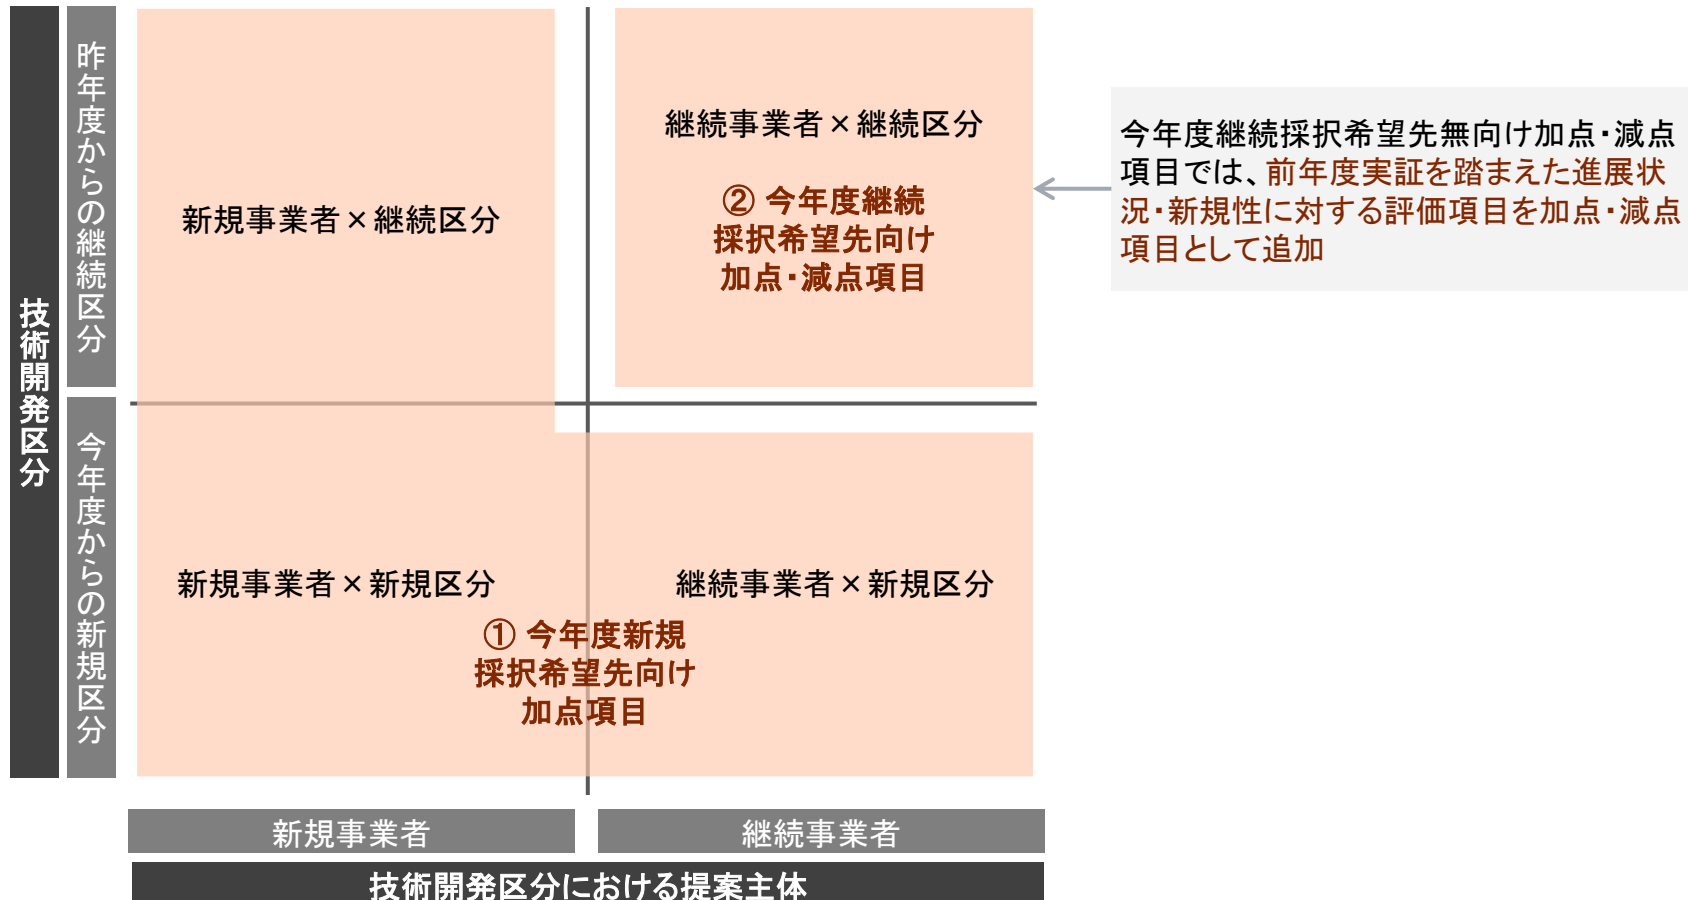 技術開発区分
昨年度からの継続区分
今年度からの新規区分
新規事業者×継続区分
継続事業者×継続区分
② 今年度継続
採択希望先向け
加点・減点項目
今年度継続採択希望先無向け加点・減点
項目では、前年度実証を踏まえた進展状
況・新規性に対する評価項目を加点・減点
項目として追加
新規事業者×新規区分
継続事業者×新規区分
① 今年度新規
採択希望先向け
加点項目
新規事業者
継続事業者
技術開発区分における提案主体